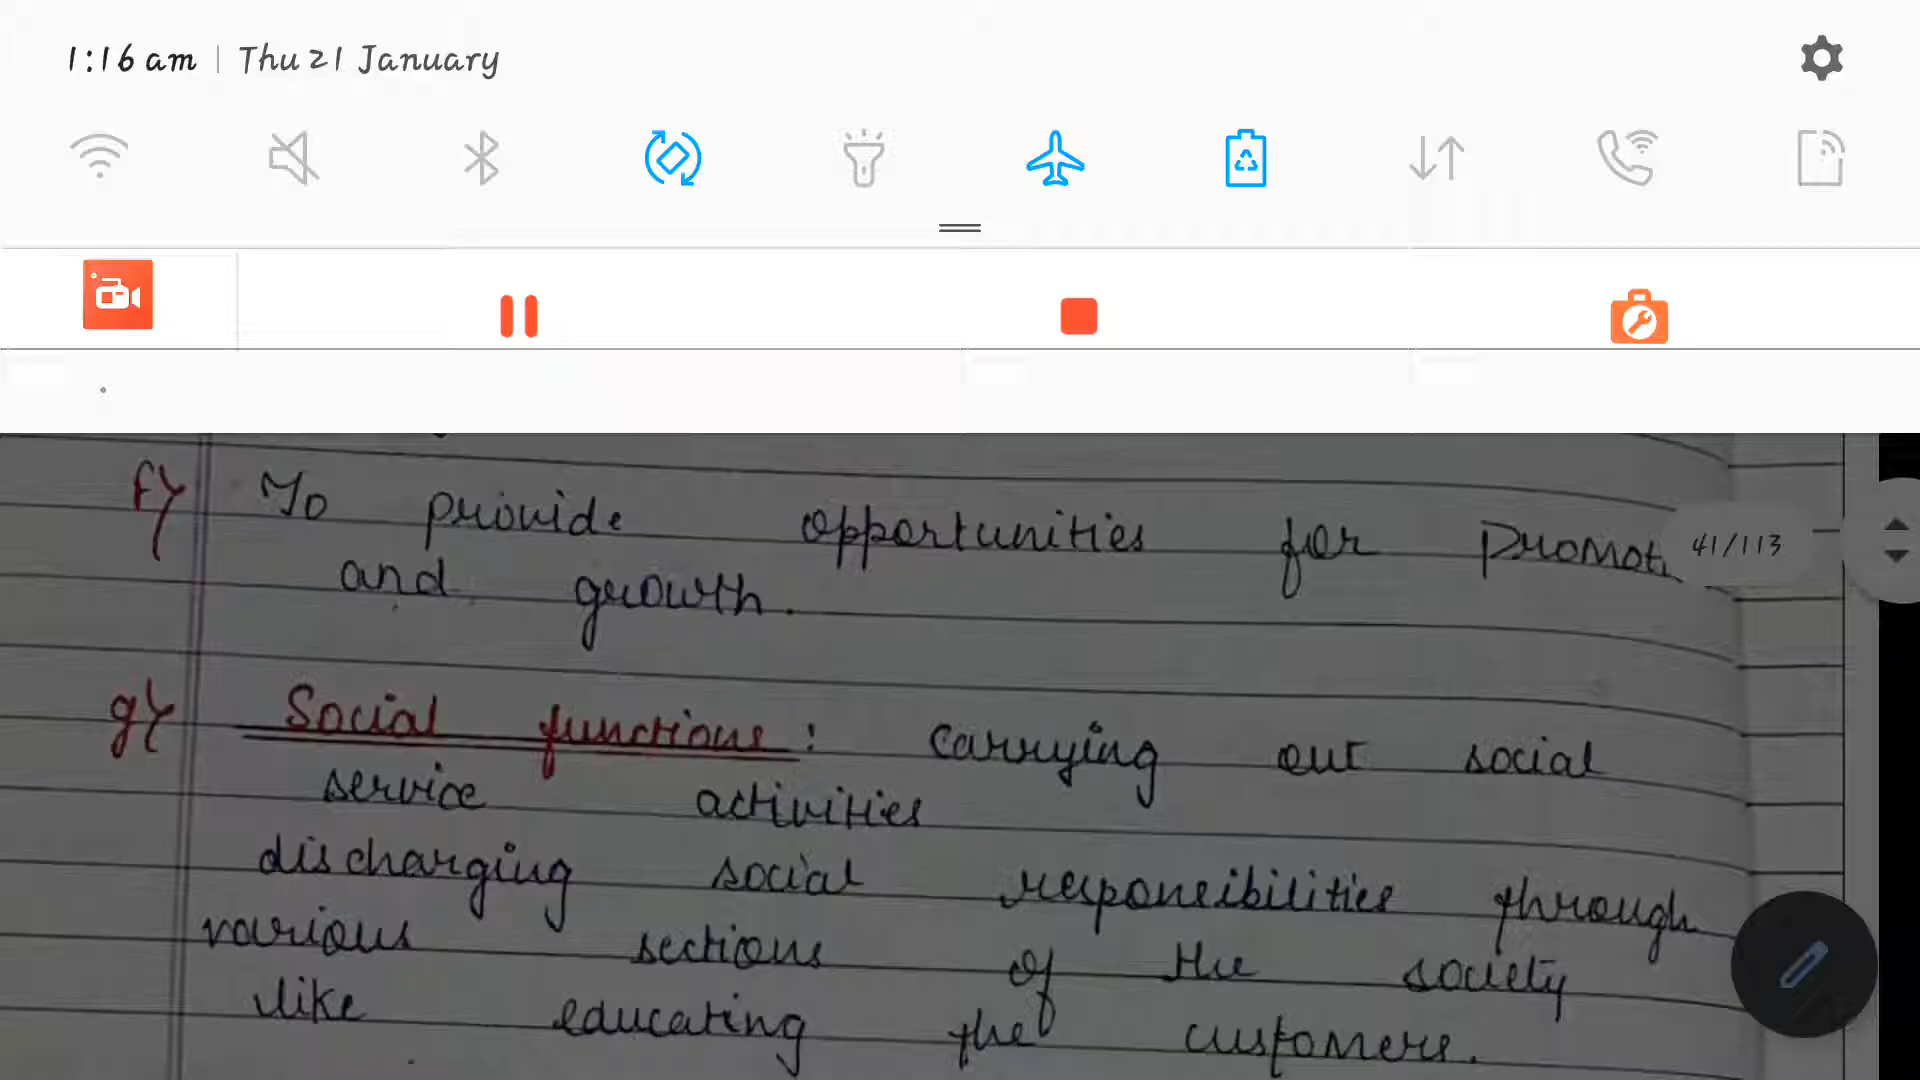 1:16 am | Thu 21 January
f} To provide opportunities for promoti
41/113
and growth.
g} Social functions : carrying out social
service activities
discharging social responsibilities through
various sections of the society
like educating the customers.